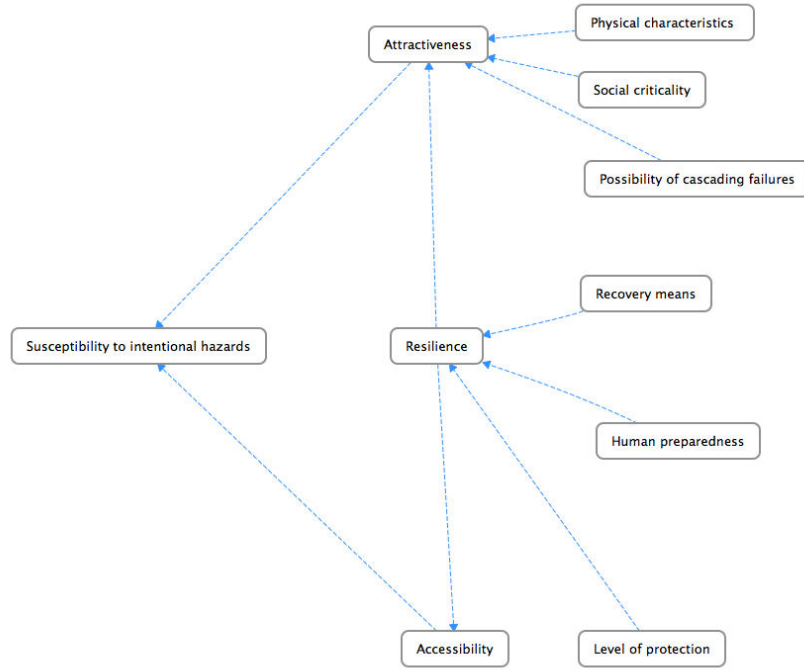 Physical characteristics
Attractiveness
Social criticality
Possibility of cascading failures
Recovery means
Susceptibility to intentional hazards
Resilience
Human preparedness
Accessibility
Level of protection